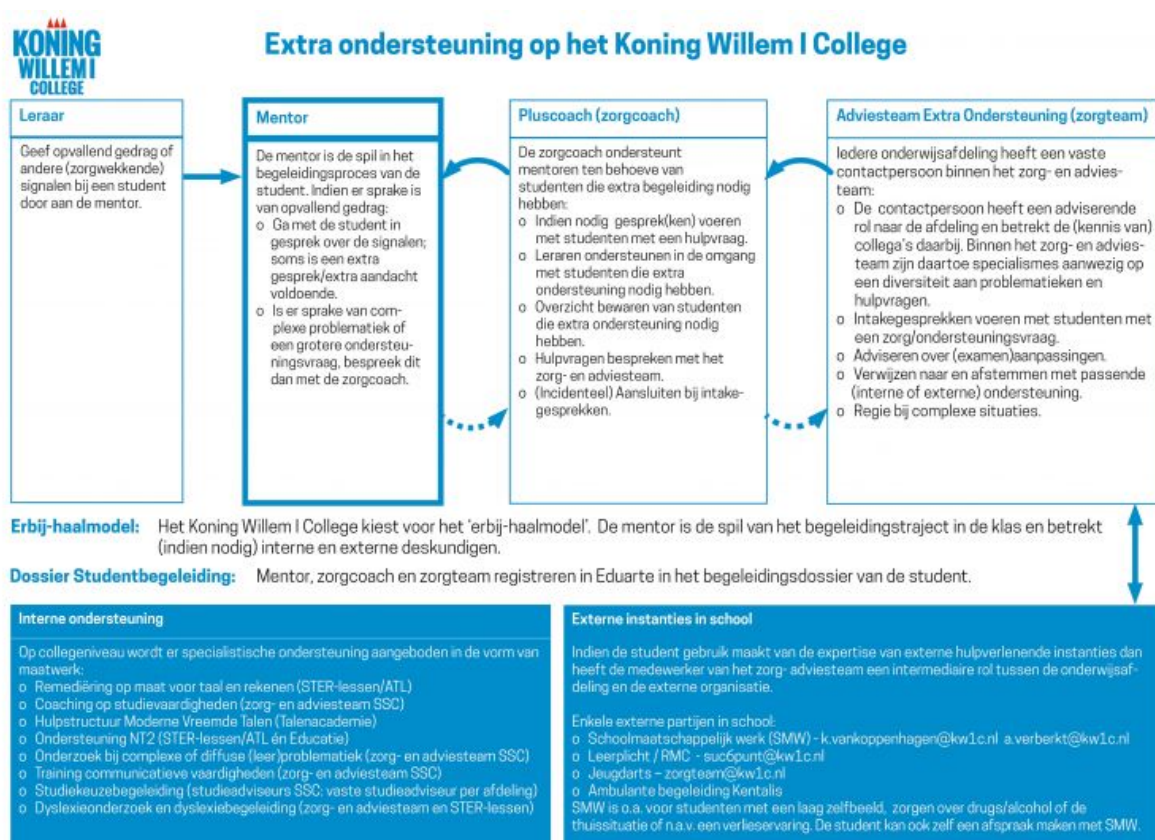 KONING
WILLEM I
COLLEGE
Extra ondersteuning op het Koning Willem I College
Leraar
Geef opvallend gedrag of
andere (zorgwekkende)
signalen bij een student
door aan de mentor.
Mentor
De mentor is de spil in het
begeleidingsproces van de
student. Indien er sprake is
van opvallend gedrag:
o Ga met de student in
gesprek over de signalen;
soms is een extra
gesprek/extra aandacht
voldoende.
o Is er sprake van com-
plexe problematiek of
een grotere ondersteu-
ningsvraag, bespreek dit
dan met de zorgcoach.
Pluscoach (zorgcoach)
De zorgcoach ondersteunt
mentoren ten behoeve van
studenten die extra begeleiding nodig
hebben:
o Indien nodig gesprek(ken) voeren
met studenten met een hulpvraag.
o Leraren ondersteunen in de omgang
met studenten die extra
ondersteuning nodig hebben.
o Overzicht bewaren van studenten
die extra ondersteuning nodig
hebben.
o Hulpvragen bespreken met het
zorg- en adviesteam.
o (Incidenteel) Aansluiten bij intake-
gesprekken.
Adviesteam Extra Ondersteuning (zorgteam)
Iedere onderwijsafdeling heeft een vaste
contactpersoon binnen het zorg- en advies-
team:
o De contactpersoon heeft een adviserende
rol naar de afdeling en betrekt de (kennis van)
collega's daarbij. Binnen het zorg- en advies-
team zijn daartoe specialismes aanwezig op
een diversiteit aan problematieken en
hulpvragen.
o Intakegesprekken voeren met studenten met
een zorg/ondersteuningsvraag.
o Adviseren over (examen)aanpassingen.
o Verwijzen naar en afstemmen met passende
(interne of externe) ondersteuning.
o Regie bij complexe situaties.
Erbij-haalmodel: Het Koning Willem I College kiest voor het 'erbij-haalmodel'. De mentor is de spil van het begeleidingstraject in de klas en betrekt
(indien nodig) interne en externe deskundigen.
Dossier Studentbegeleiding: Mentor, zorgcoach en zorgteam registreren in Eduarte in het begeleidingsdossier van de student.
Interne ondersteuning
Op collegeniveau wordt er specialistische ondersteuning aangeboden in de vorm van
maatwerk:
o Remediëring op maat voor taal en rekenen (STER-lessen/ATL)
o Coaching op studievaardigheden (zorg- en adviesteam SSC)
o Hulpstructuur Moderne Vreemde Talen (Talenacademie)
o Ondersteuning NT2 (STER-lessen/ATL én Educatie)
o Onderzoek bij complexe of diffuse (leer)problematiek (zorg- en adviesteam SSC)
o Training communicatieve vaardigheden (zorg- en adviesteam SSC)
o Studiekeuzebegeleiding (studieadviseurs SSC: vaste studieadviseur per afdeling)
o Dyslexieonderzoek en dyslexiebegeleiding (zorg- en adviesteam en STER-lessen)
Externe instanties in school
Indien de student gebruik maakt van de expertise van externe hulpverlenende instanties dan
heeft de medewerker van het zorg- adviesteam een intermediaire rol tussen de onderwijsaf-
deling en de externe organisatie.
Enkele externe partijen in school:
o Schoolmaatschappelijk werk (SMW) - k.vankoppenhagen@kw1c.nl a.verberkt@kw1c.nl
o Leerplicht / RMC - suc6punt@kw1c.nl
o Jeugdarts – zorgteam@kw1c.nl
o Ambulante begeleiding Kentalis
SMW is o.a. voor studenten met een laag zelfbeeld, zorgen over drugs/alcohol of de
thuissituatie of n.a.v. een verlieservaring. De student kan ook zelf een afspraak maken met SMW.